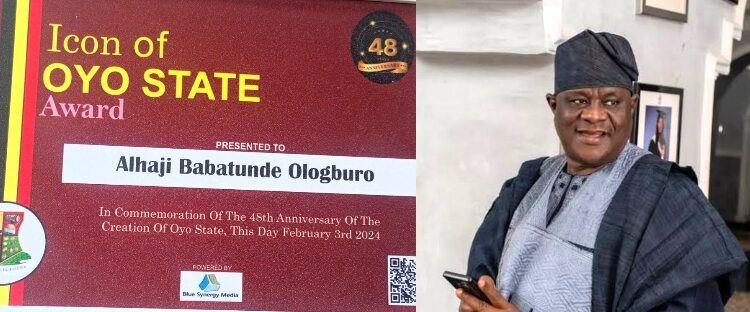 Icon of
OYO STATE
Award
48
ANNIVERSARY
PRESENTED TO
Alhaji Babatunde Ologburo
In Commemoration Of The 48th Anniversary Of The
Creation Of Oyo State, This Day February 3rd 2024
POWERED BY
Blue Synergy Media